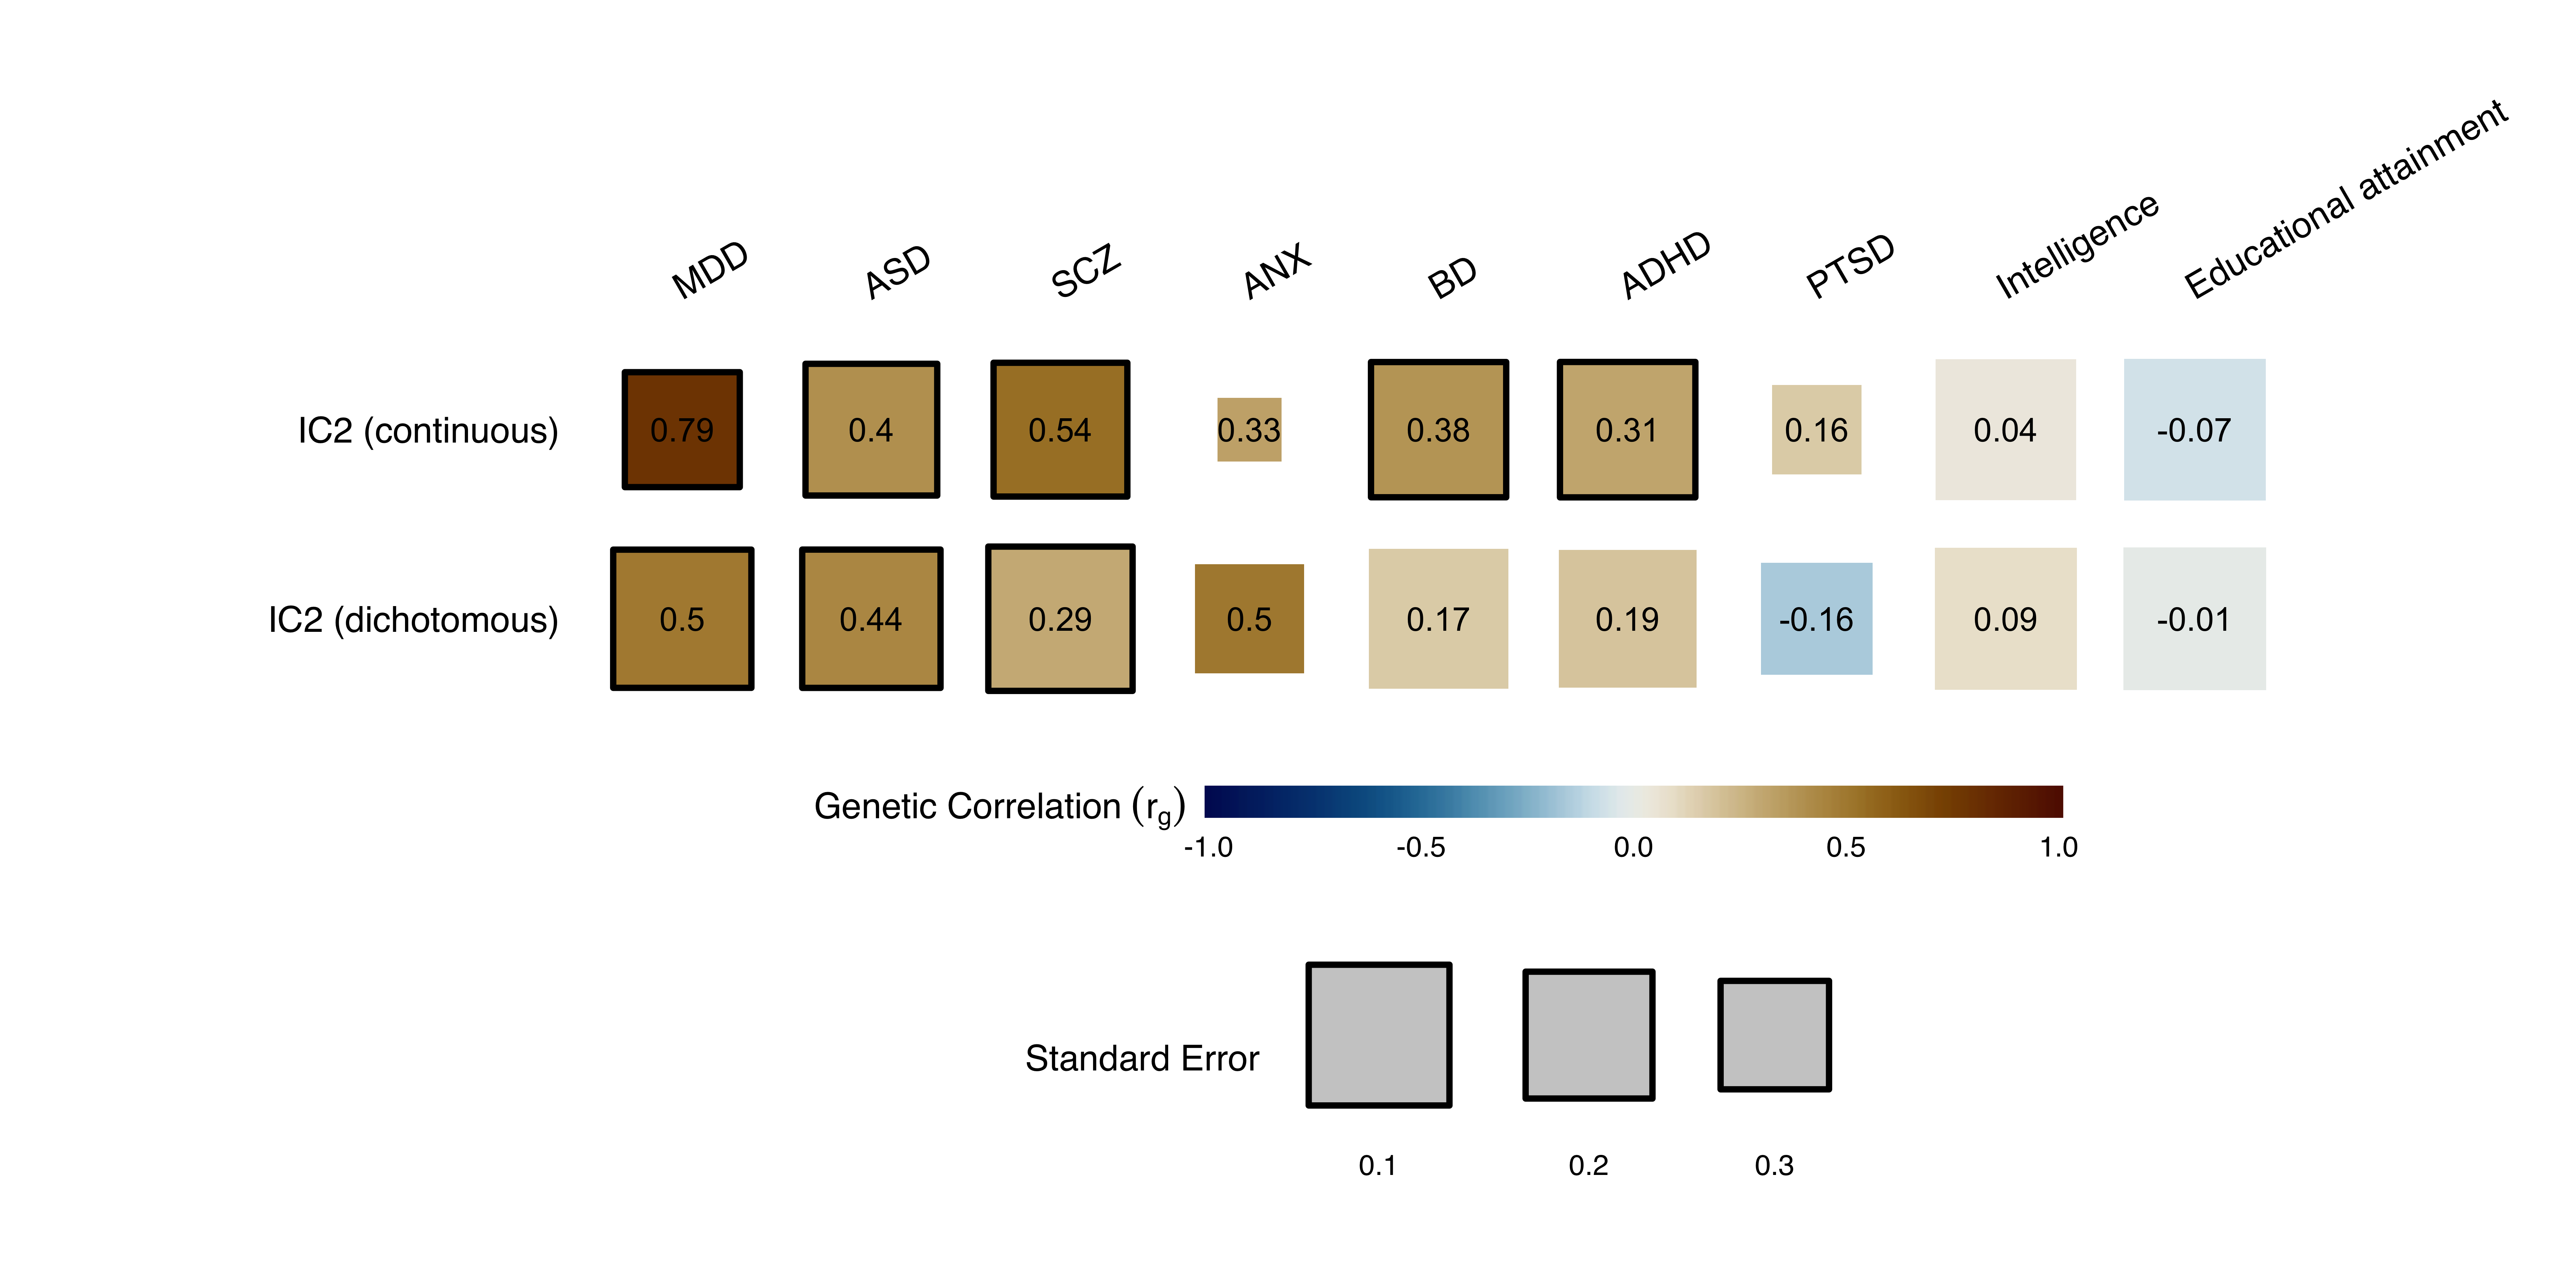 MDD ASD SCZ ANX BD ADHD PTSD Intelligence Educational attainment
IC2 (continuous) 0.79 0.4 0.54 0.33 0.38 0.31 0.16 0.04 -0.07
IC2 (dichotomous) 0.5 0.44 0.29 0.5 0.17 0.19 -0.16 0.09 -0.01
Genetic Correlation (rg)
-1.0 -0.5 0.0 0.5 1.0
Standard Error
0.1 0.2 0.3